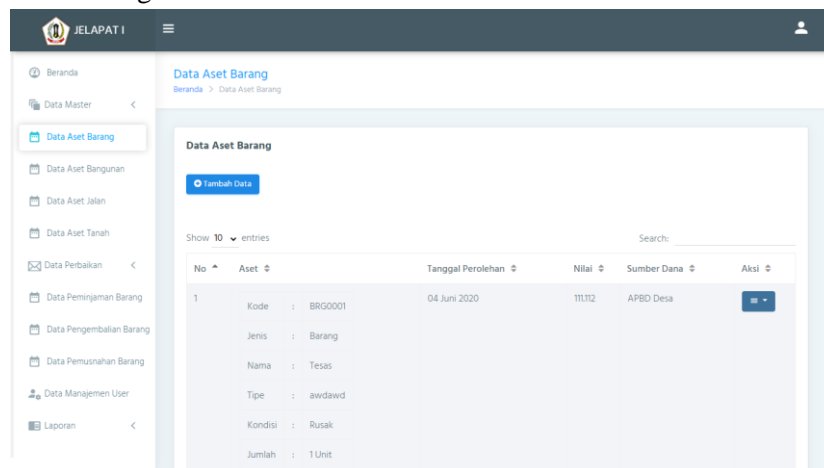 JELAPAT I
Beranda
Data Master
Data Aset Barang
Data Aset Bangunan
Data Aset Jalan
Data Aset Tanah
Data Perbaikan
Data Peminjaman Barang
Data Pengembalian Barang
Data Pemusnahan Barang
Data Manajemen User
Laporan
Data Aset Barang
Beranda > Data Aset Barang
Data Aset Barang
Tambah Data
Show 10 entries
Search:
No Aset Tanggal Perolehan Nilai Sumber Dana Aksi
1 04 Juni 2020 111,112 APBD Desa
Kode : BRG0001
Jenis : Barang
Nama : Tesas
Tipe : awdawd
Kondisi : Rusak
Jumlah : 1 Unit